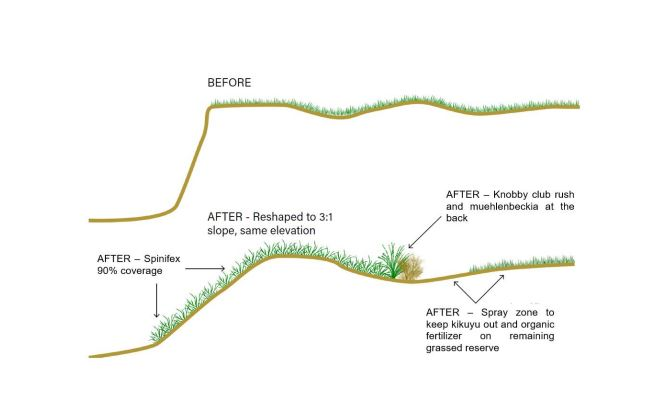 BEFORE
AFTER – Knobby club rush
and muehlenbeckia at the
back
AFTER - Reshaped to 3:1
slope, same elevation
AFTER – Spinifex
90% coverage
AFTER – Spray zone to
keep kikuyu out and organic
fertilizer on remaining
grassed reserve